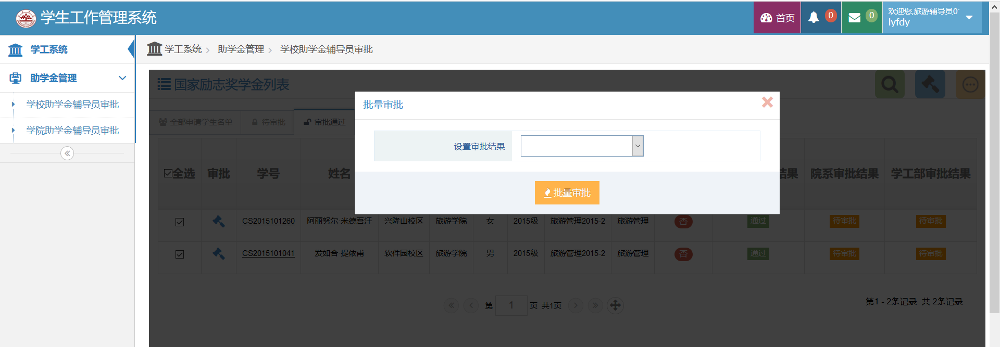 学生工作管理系统
首页
0
0
欢迎您,旅游辅导员0
lyfdy
学工系统
助学金管理
学校助学金辅导员审批
学院助学金辅导员审批
学工系统 助学金管理 学校助学金辅导员审批
国家励志奖学金列表
全部申请学生名单 待审批 审批通过
批量审批
设置审批结果
批量审批
全选 审批 学号 姓名 结果 院系审批结果 学工部审批结果
CS2015101260 阿丽努尔·米德吾汗 兴隆山校区 旅游学院 女 2015级 旅游管理2015-2 旅游管理 否 通过 待审批 待审批
CS2015101041 发如合·提依甫 软件园校区 旅游学院 男 2015级 旅游管理2015-2 旅游管理 否 通过 待审批 待审批
第 1 页 共1页
第1 - 2条记录 共 2条记录